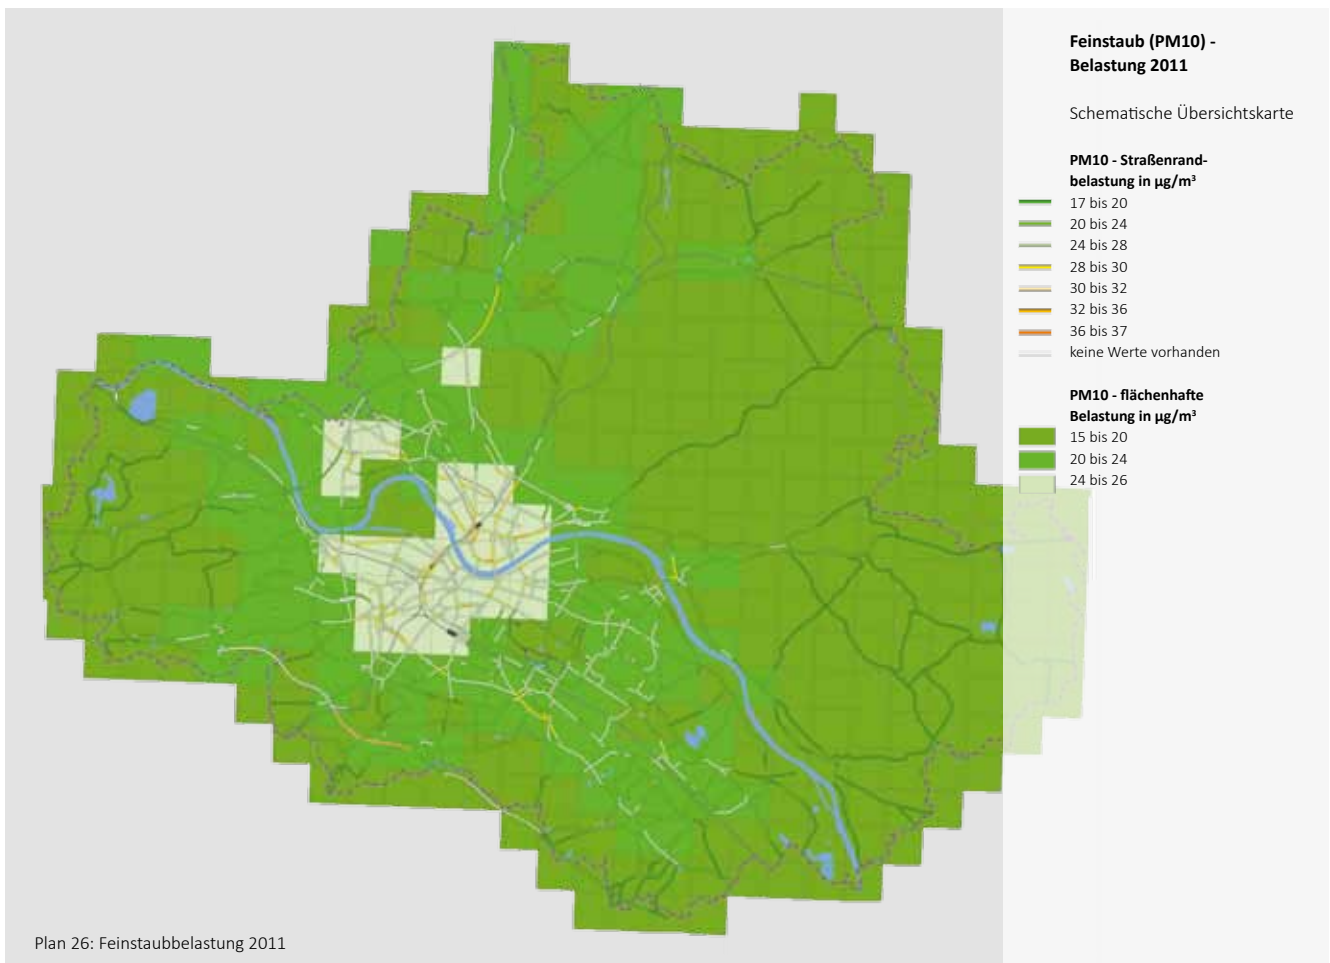 Feinstaub (PM10) -
Belastung 2011
Schematische Übersichtskarte
PM10 - Straßenrand-
belastung in µg/m³
17 bis 20
20 bis 24
24 bis 28
28 bis 30
30 bis 32
32 bis 36
36 bis 37
keine Werte vorhanden
PM10 - flächenhafte
Belastung in µg/m³
15 bis 20
20 bis 24
24 bis 26
Plan 26: Feinstaubbelastung 2011